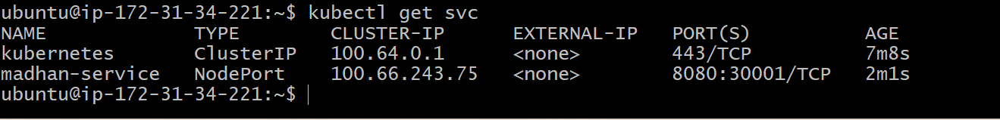 ubuntu@ip-172-31-34-221:~$ kubectl get svc
NAME TYPE CLUSTER-IP EXTERNAL-IP PORT(S) AGE
kubernetes ClusterIP 100.64.0.1 <none> 443/TCP 7m8s
madhan-service NodePort 100.66.243.75 <none> 8080:30001/TCP 2m1s
ubuntu@ip-172-31-34-221:~$